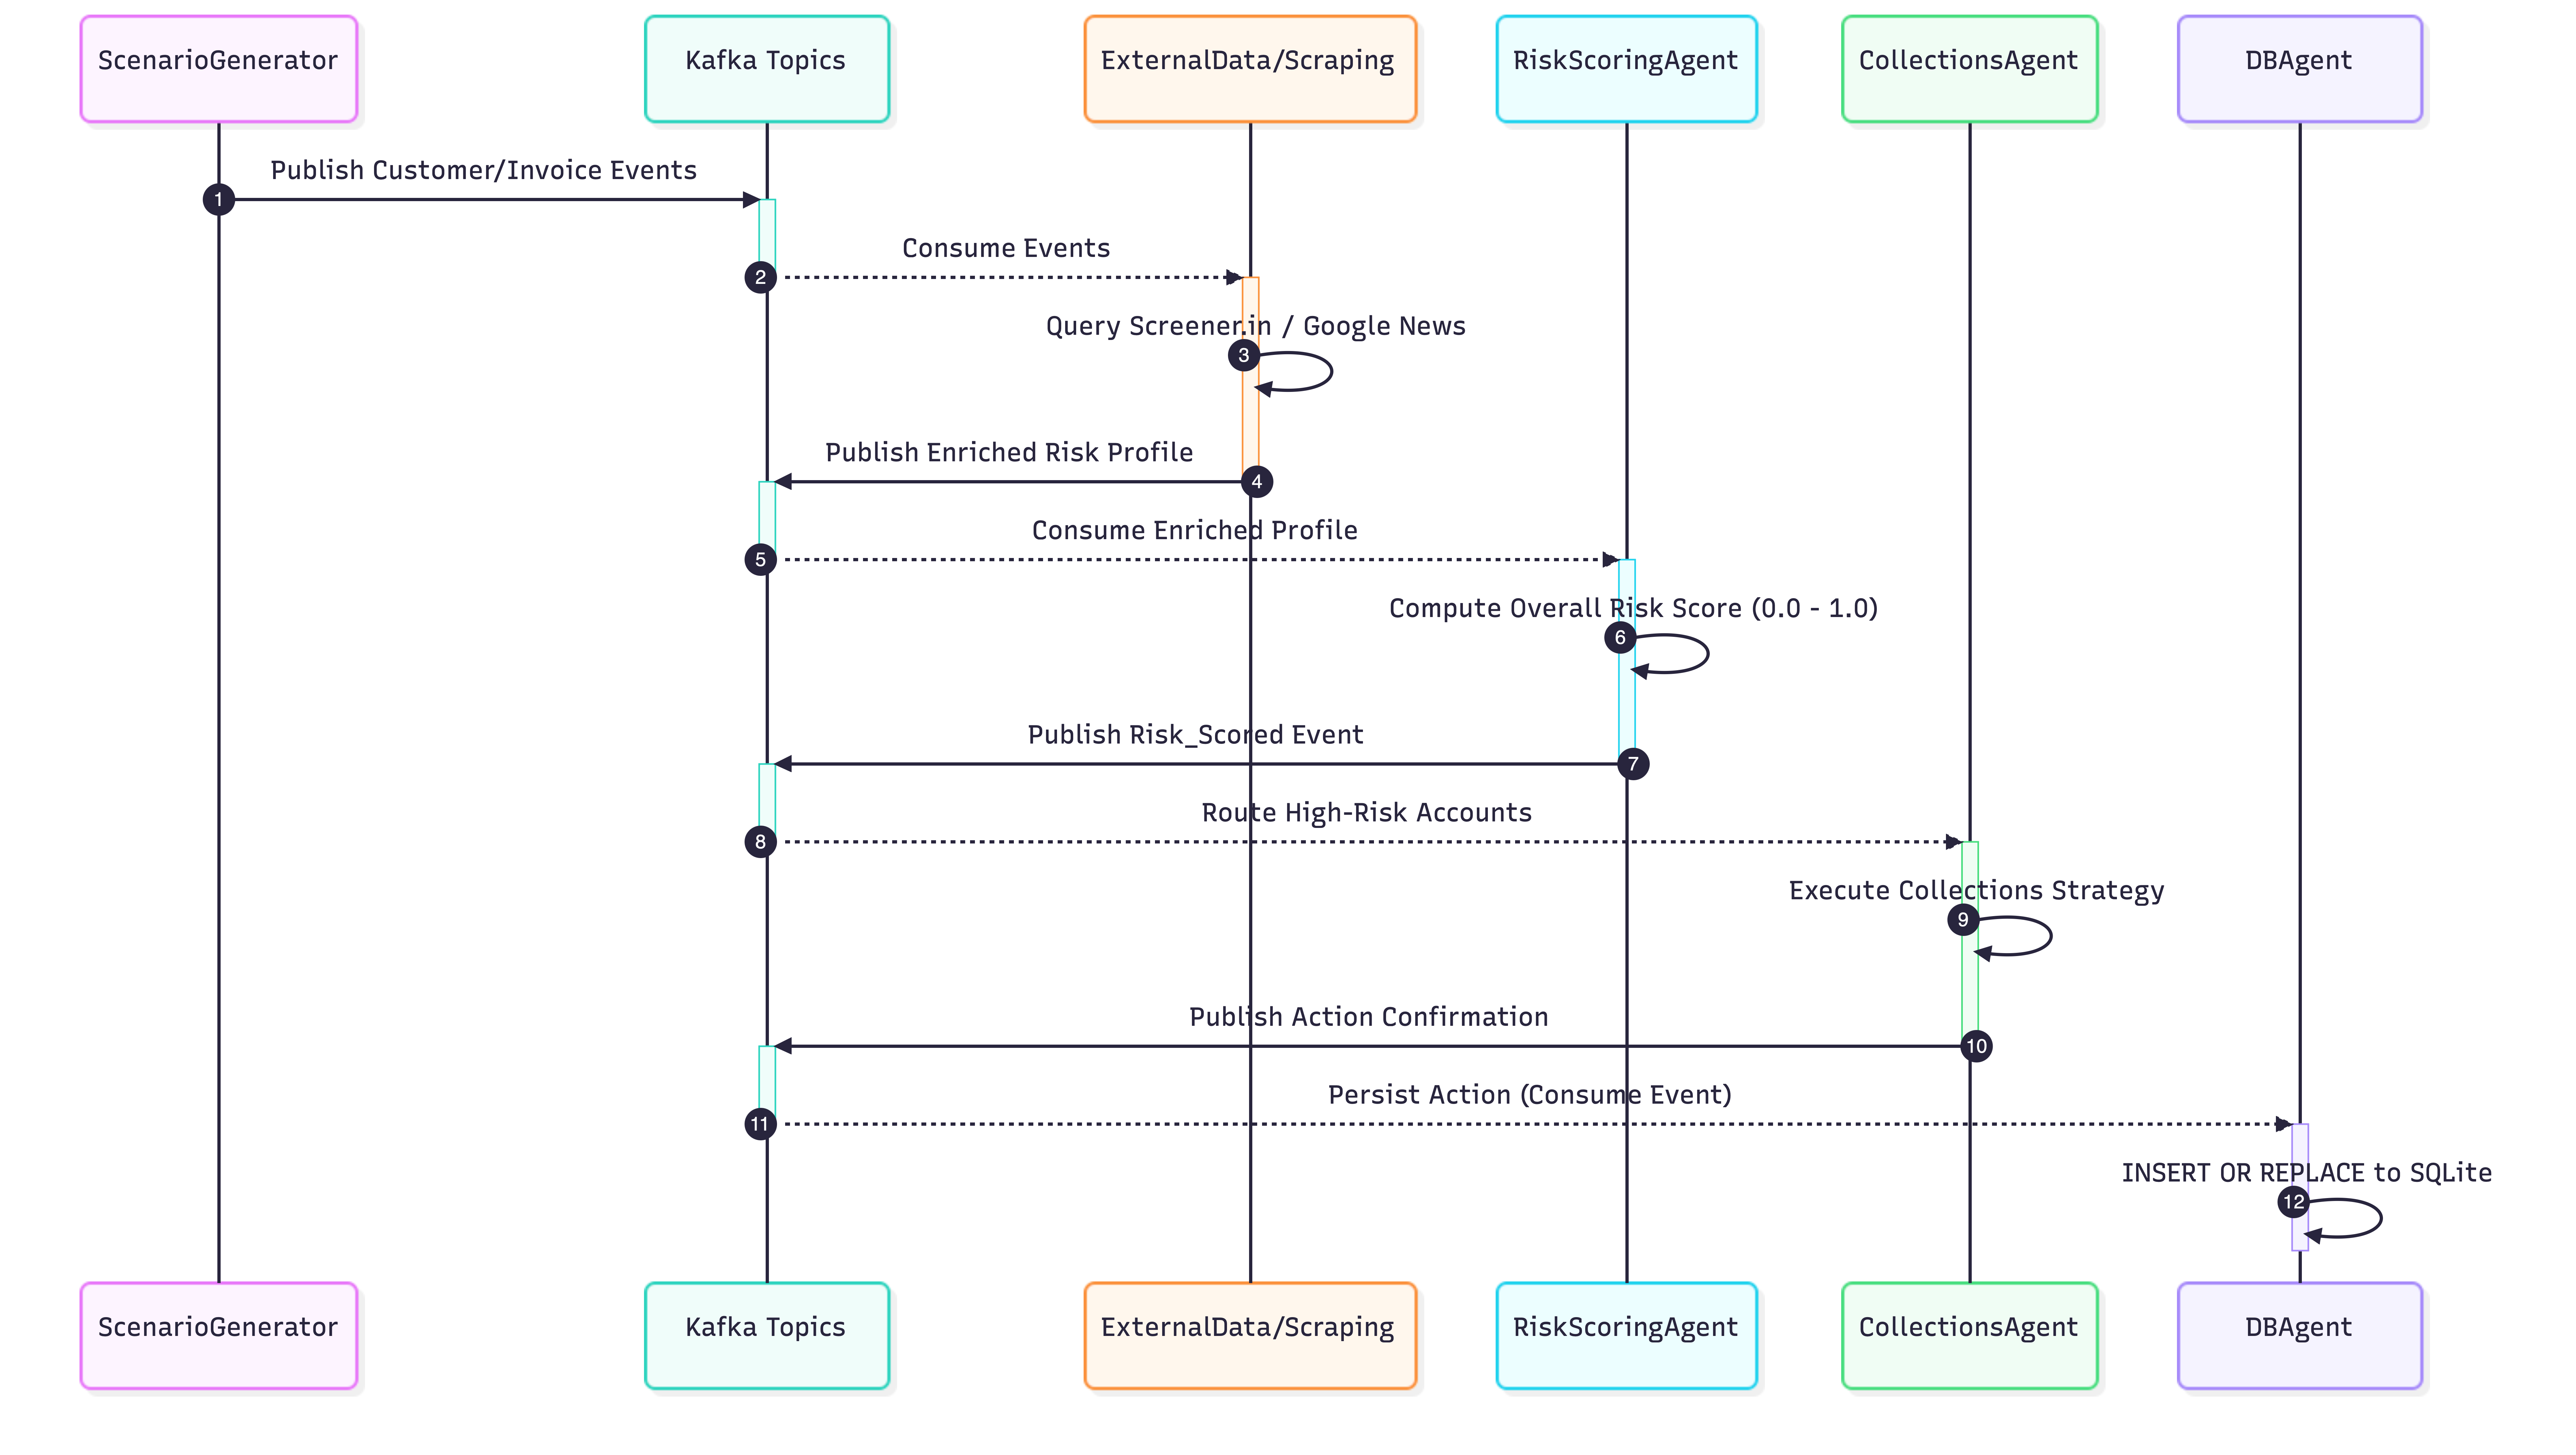 ScenarioGenerator
Kafka Topics
ExternalData/Scraping
RiskScoringAgent
CollectionsAgent
DBAgent
Publish Customer/Invoice Events
1
Consume Events
2
Query Screener.in / Google News
3
Publish Enriched Risk Profile
4
Consume Enriched Profile
5
Compute Overall Risk Score (0.0 - 1.0)
6
Publish Risk_Scored Event
7
Route High-Risk Accounts
8
Execute Collections Strategy
9
Publish Action Confirmation
10
Persist Action (Consume Event)
11
INSERT OR REPLACE to SQLite
12
ScenarioGenerator
Kafka Topics
ExternalData/Scraping
RiskScoringAgent
CollectionsAgent
DBAgent